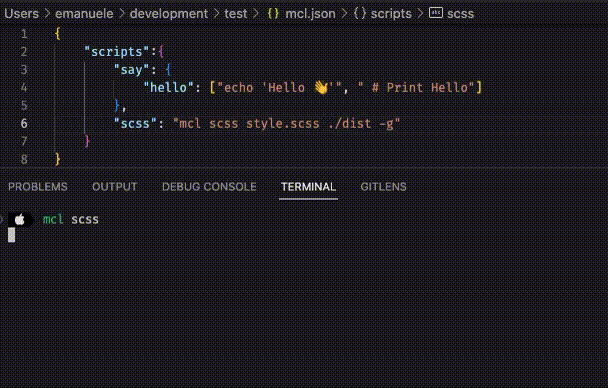 Users > emanuele > development > test > {} mcl.json > {} scripts > abc scss
1 {
2 "scripts":{
3 "say": {
4 "hello": ["echo 'Hello 👋'", " # Print Hello"]
5 },
6 "scss": "mcl scss style.scss ./dist -g"
7 }
8 }
PROBLEMS OUTPUT DEBUG CONSOLE TERMINAL GITLENS
mcl scss